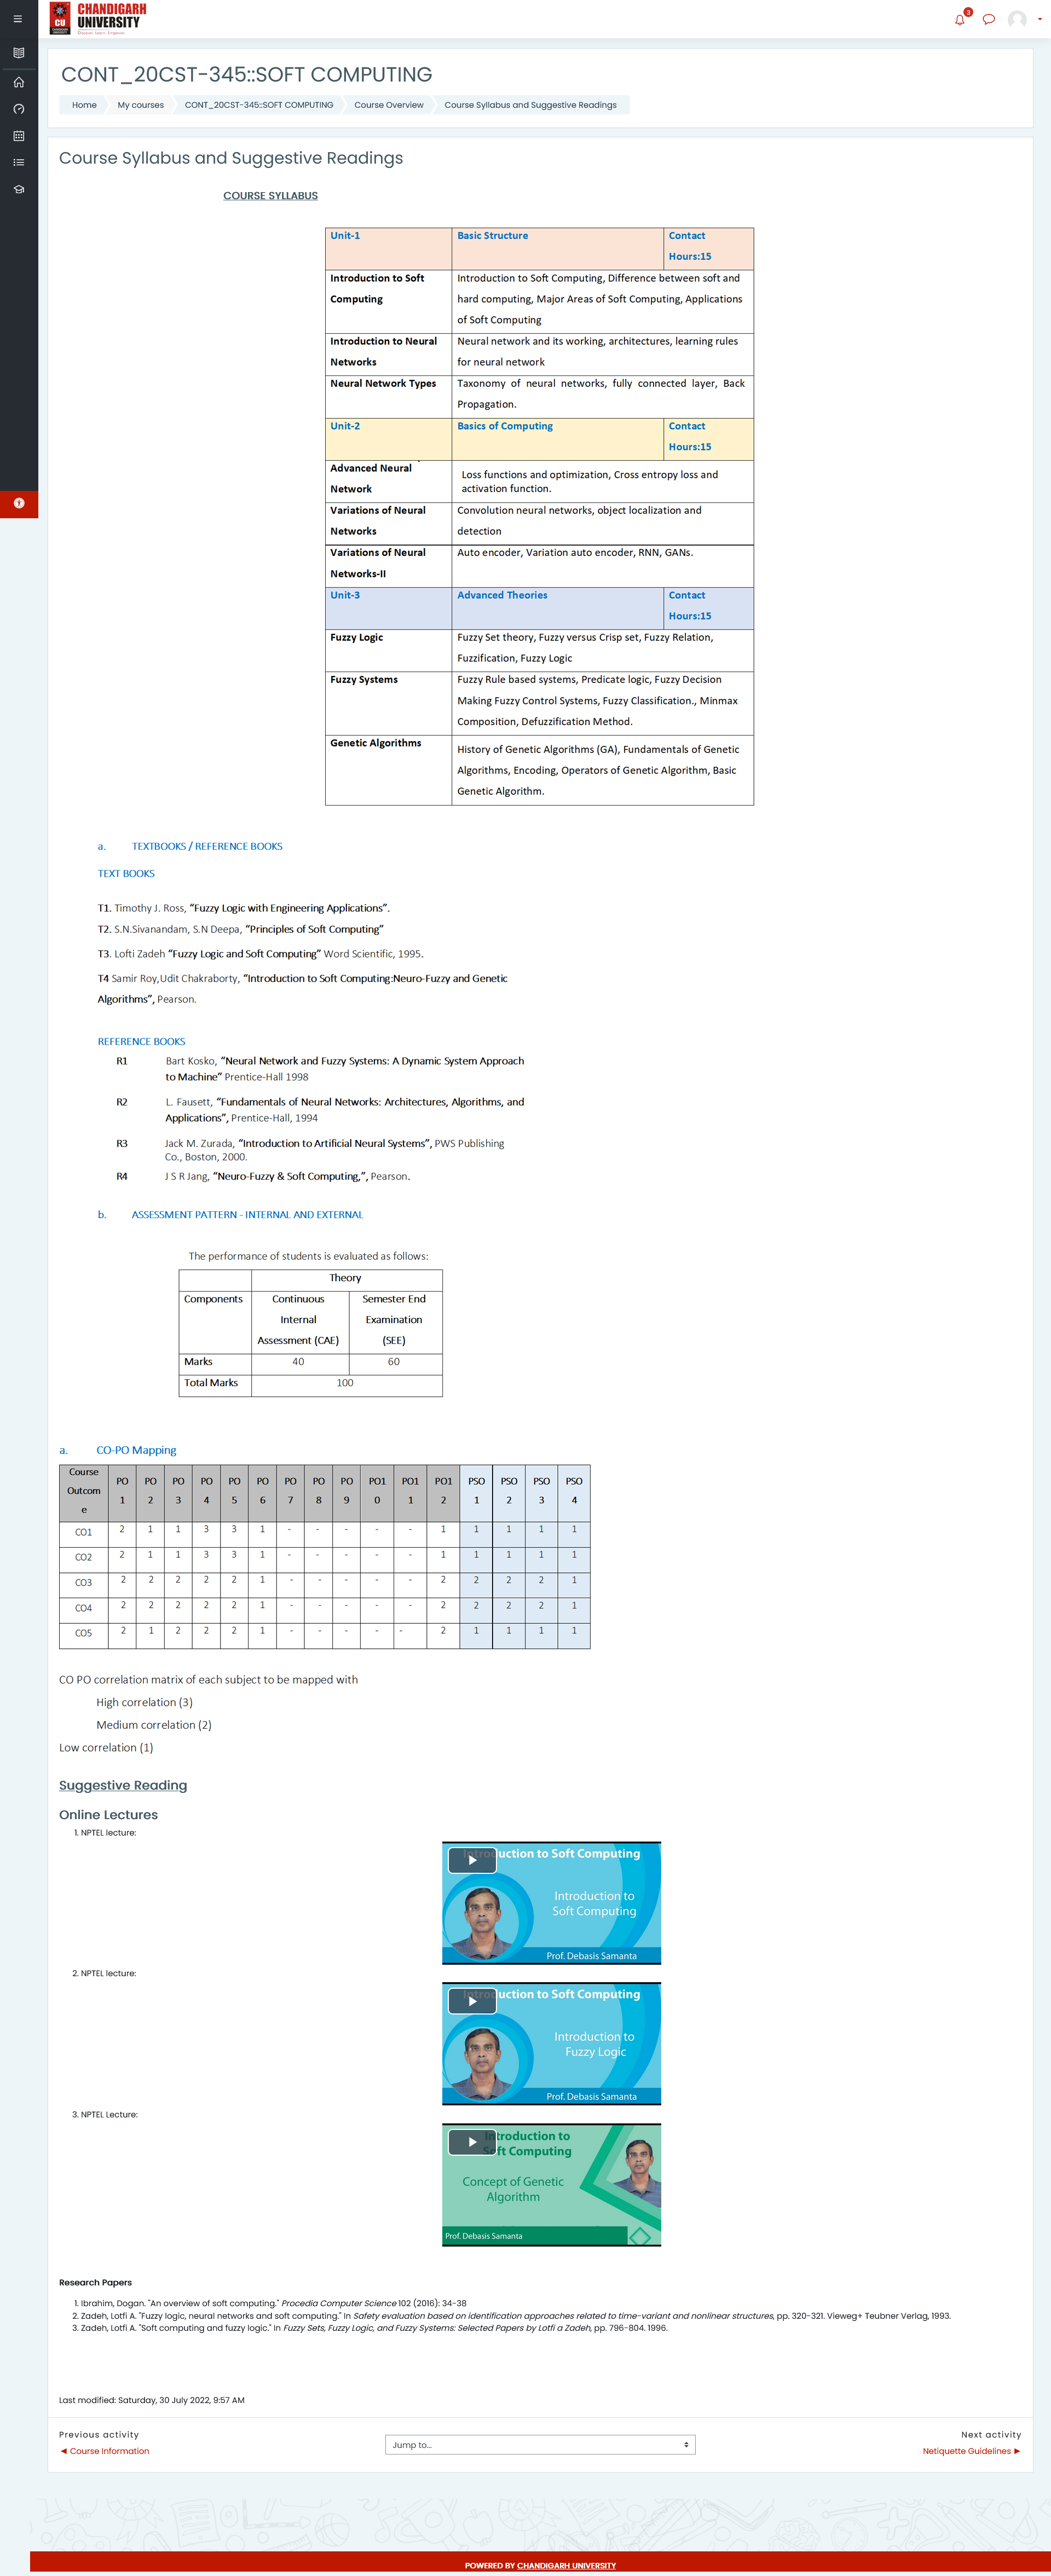 CHANDIGARH
UNIVERSITY
Discover. Learn. Empower.
CU
3
CONT_20CST-345::SOFT COMPUTING
Home My courses CONT_20CST-345::SOFT COMPUTING Course Overview Course Syllabus and Suggestive Readings
Course Syllabus and Suggestive Readings
COURSE SYLLABUS
Unit-1 Basic Structure Contact
Hours:15
Introduction to Soft Introduction to Soft Computing, Difference between soft and
Computing hard computing, Major Areas of Soft Computing, Applications
of Soft Computing
Introduction to Neural Neural network and its working, architectures, learning rules
Networks for neural network
Neural Network Types Taxonomy of neural networks, fully connected layer, Back
Propagation.
Unit-2 Basics of Computing Contact
Hours:15
Advanced Neural Loss functions and optimization, Cross entropy loss and
Network activation function.
Variations of Neural Convolution neural networks, object localization and
Networks detection
Variations of Neural Auto encoder, Variation auto encoder, RNN, GANs.
Networks-II
Unit-3 Advanced Theories Contact
Hours:15
Fuzzy Logic Fuzzy Set theory, Fuzzy versus Crisp set, Fuzzy Relation,
Fuzzification, Fuzzy Logic
Fuzzy Systems Fuzzy Rule based systems, Predicate logic, Fuzzy Decision
Making Fuzzy Control Systems, Fuzzy Classification., Minmax
Composition, Defuzzification Method.
Genetic Algorithms History of Genetic Algorithms (GA), Fundamentals of Genetic
Algorithms, Encoding, Operators of Genetic Algorithm, Basic
Genetic Algorithm.
a. TEXTBOOKS / REFERENCE BOOKS
TEXT BOOKS
T1. Timothy J. Ross, “Fuzzy Logic with Engineering Applications”.
T2. S.N.Sivanandam, S.N Deepa, “Principles of Soft Computing”
T3. Lofti Zadeh “Fuzzy Logic and Soft Computing” Word Scientific, 1995.
T4 Samir Roy,Udit Chakraborty, “Introduction to Soft Computing:Neuro-Fuzzy and Genetic
Algorithms”, Pearson.
REFERENCE BOOKS
R1 Bart Kosko, “Neural Network and Fuzzy Systems: A Dynamic System Approach
to Machine” Prentice-Hall 1998
R2 L. Fausett, “Fundamentals of Neural Networks: Architectures, Algorithms, and
Applications”, Prentice-Hall, 1994
R3 Jack M. Zurada, “Introduction to Artificial Neural Systems”, PWS Publishing
Co., Boston, 2000.
R4 J S R Jang, “Neuro-Fuzzy & Soft Computing,”, Pearson.
b. ASSESSMENT PATTERN - INTERNAL AND EXTERNAL
The performance of students is evaluated as follows:
Theory
Components Continuous Semester End
Internal Examination
Assessment (CAE) (SEE)
Marks 40 60
Total Marks 100
a. CO-PO Mapping
Course
Outcom
e
PO PO PO PO PO PO PO PO PO PO1 PO1 PO1 PSO PSO PSO PSO
1 2 3 4 5 6 7 8 9 0 1 2 1 2 3 4
CO1 2 1 1 3 3 1 - - - - - 1 1 1 1 1
CO2 2 1 1 3 3 1 - - - - - 1 1 1 1 1
CO3 2 2 2 2 2 1 - - - - - 2 2 2 2 1
CO4 2 2 2 2 2 1 - - - - - 2 2 2 2 1
CO5 2 1 2 2 2 1 - - - - - 2 1 1 1 1
CO PO correlation matrix of each subject to be mapped with
High correlation (3)
Medium correlation (2)
Low correlation (1)
Suggestive Reading
Online Lectures
1. NPTEL lecture:
Introduction to Soft Computing
Introduction to
Soft Computing
Prof. Debasis Samanta
2. NPTEL lecture:
Introduction to Soft Computing
Introduction to
Fuzzy Logic
Prof. Debasis Samanta
3. NPTEL Lecture:
Introduction to
Soft Computing
Concept of Genetic
Algorithm
Prof. Debasis Samanta
Research Papers
1. Ibrahim, Dogan. "An overview of soft computing." Procedia Computer Science 102 (2016): 34-38
2. Zadeh, Lotfi A. "Fuzzy logic, neural networks and soft computing." In Safety evaluation based on identification approaches related to time-variant and nonlinear structures, pp. 320-321. Vieweg+ Teubner Verlag, 1993.
3. Zadeh, Lotfi A. "Soft computing and fuzzy logic." In Fuzzy Sets, Fuzzy Logic, and Fuzzy Systems: Selected Papers by Lotfi a Zadeh, pp. 796-804. 1996.
Last modified: Saturday, 30 July 2022, 9:57 AM
Previous activity Next activity
◄ Course Information Jump to... Netiquette Guidelines ►
POWERED BY CHANDIGARH UNIVERSITY